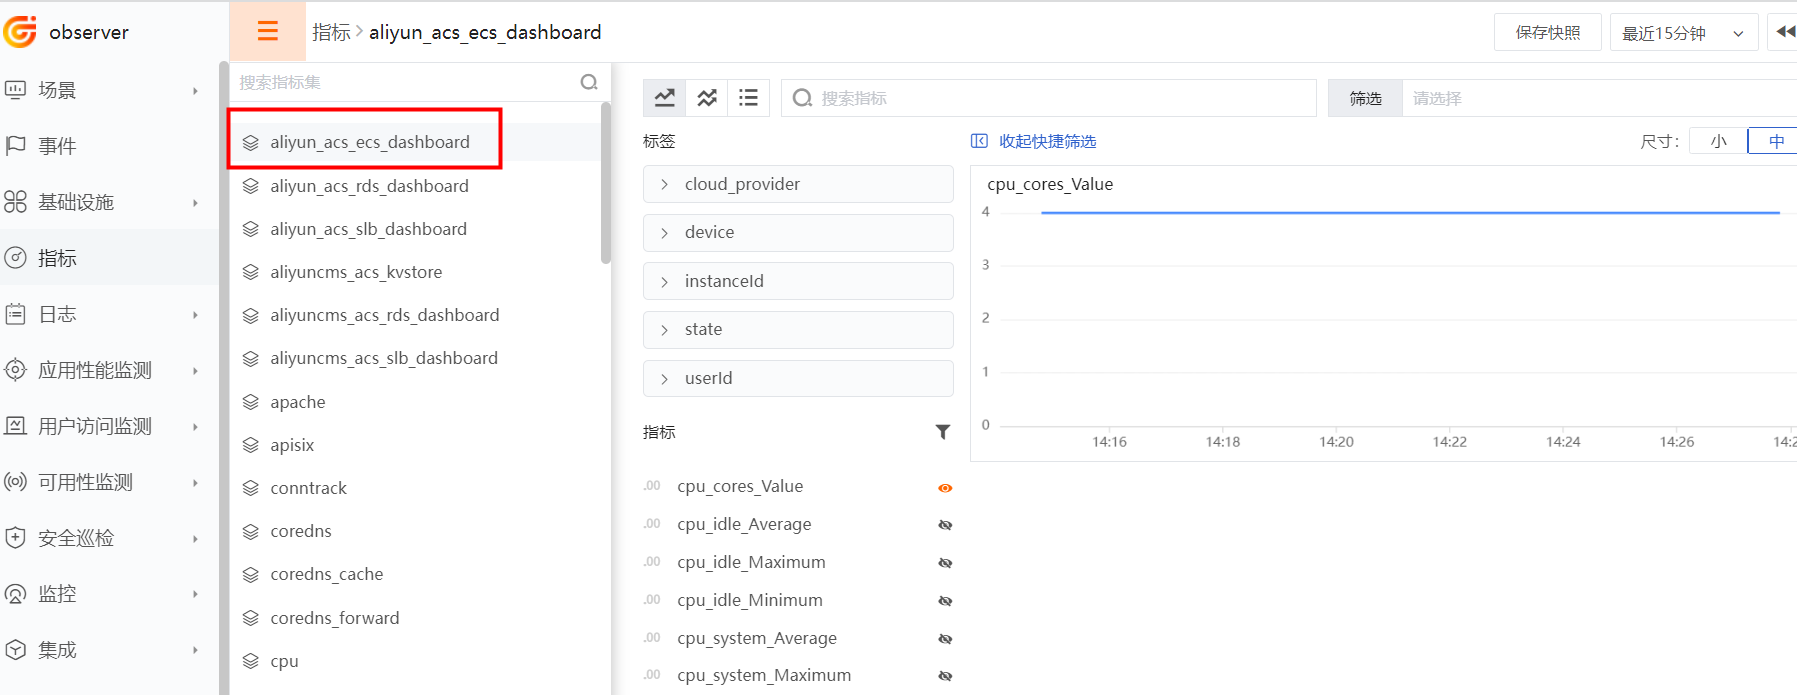 observer
指标 > aliyun_acs_ecs_dashboard
保存快照
最近15分钟
场景
事件
基础设施
指标
日志
应用性能监测
用户访问监测
可用性监测
安全巡检
监控
集成
搜索指标集
aliyun_acs_ecs_dashboard
aliyun_acs_rds_dashboard
aliyun_acs_slb_dashboard
aliyuncms_acs_kvstore
aliyuncms_acs_rds_dashboard
aliyuncms_acs_slb_dashboard
apache
apisix
conntrack
coredns
coredns_cache
coredns_forward
cpu
搜索指标
筛选
请选择
标签
收起快捷筛选
尺寸：
小
中
cloud_provider
device
instanceId
state
userId
指标
.00 cpu_cores_Value
.00 cpu_idle_Average
.00 cpu_idle_Maximum
.00 cpu_idle_Minimum
.00 cpu_system_Average
.00 cpu_system_Maximum
cpu_cores_Value
4
3
2
1
0
14:16 14:18 14:20 14:22 14:24 14:26 14:2